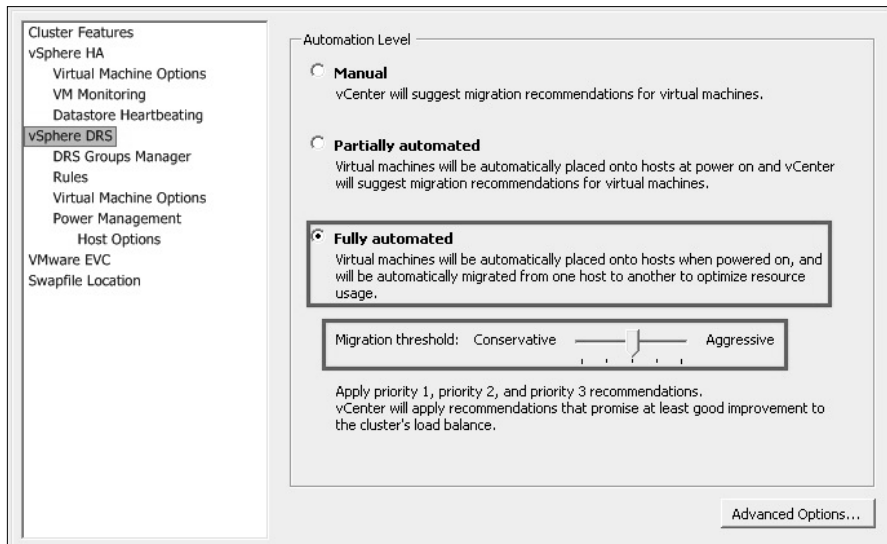 Cluster Features
vSphere HA
Virtual Machine Options
VM Monitoring
Datastore Heartbeating
vSphere DRS
DRS Groups Manager
Rules
Virtual Machine Options
Power Management
Host Options
VMware EVC
Swapfile Location
Automation Level
Manual
vCenter will suggest migration recommendations for virtual machines.
Partially automated
Virtual machines will be automatically placed onto hosts at power on and vCenter
will suggest migration recommendations for virtual machines.
Fully automated
Virtual machines will be automatically placed onto hosts when powered on, and
will be automatically migrated from one host to another to optimize resource
usage.
Migration threshold: Conservative Aggressive
Apply priority 1, priority 2, and priority 3 recommendations.
vCenter will apply recommendations that promise at least good improvement to
the cluster's load balance.
Advanced Options...